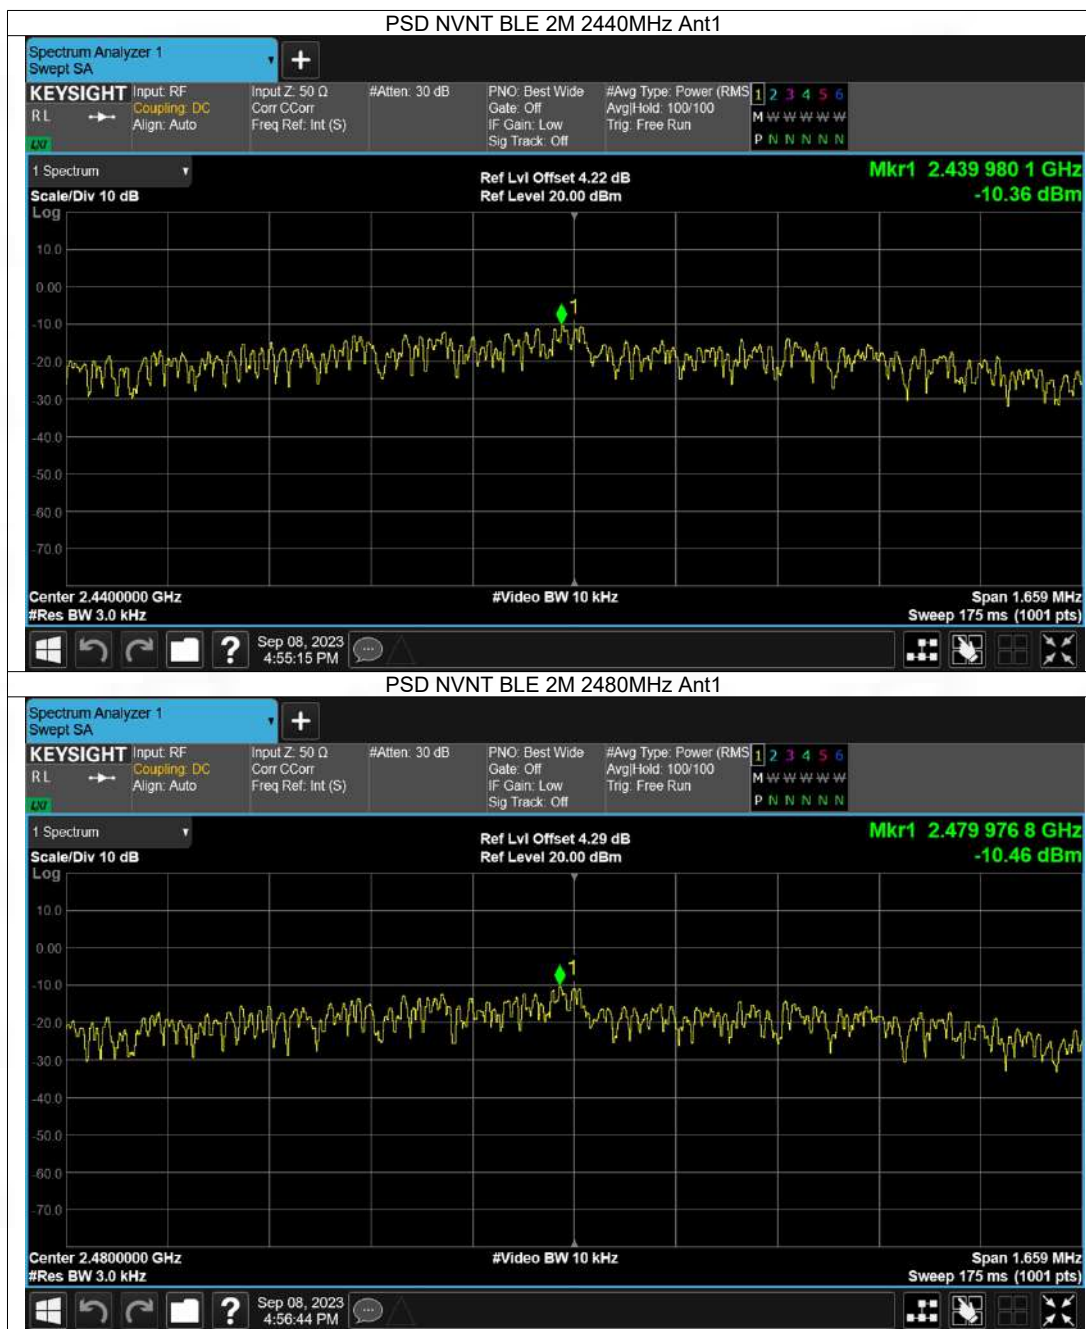 PSD NVNT BLE 2M 2440MHz Ant1
Spectrum Analyzer 1
Swept SA
KEYSIGHT
RL
LXI
Input: RF
Coupling: DC
Align: Auto
Input Z: 50 Ω
Corr CCorr
Freq Ref: Int (S)
#Atten: 30 dB
PNO: Best Wide
Gate: Off
IF Gain: Low
Sig Track: Off
#Avg Type: Power (RMS
Avg|Hold: 100/100
Trig: Free Run
1 2 3 4 5 6
M W W W W W
P N N N N N
1 Spectrum
Scale/Div 10 dB
Ref Lvl Offset 4.22 dB
Ref Level 20.00 dBm
Mkr1 2.439 980 1 GHz
-10.36 dBm
Log
10.0
0.00
-10.0
-20.0
-30.0
-40.0
-50.0
-60.0
-70.0
1
Center 2.4400000 GHz
#Res BW 3.0 kHz
#Video BW 10 kHz
Span 1.659 MHz
Sweep 175 ms (1001 pts)
Sep 08, 2023
4:55:15 PM
PSD NVNT BLE 2M 2480MHz Ant1
Spectrum Analyzer 1
Swept SA
KEYSIGHT
RL
LXI
Input: RF
Coupling: DC
Align: Auto
Input Z: 50 Ω
Corr CCorr
Freq Ref: Int (S)
#Atten: 30 dB
PNO: Best Wide
Gate: Off
IF Gain: Low
Sig Track: Off
#Avg Type: Power (RMS
Avg|Hold: 100/100
Trig: Free Run
1 2 3 4 5 6
M W W W W W
P N N N N N
1 Spectrum
Scale/Div 10 dB
Ref Lvl Offset 4.29 dB
Ref Level 20.00 dBm
Mkr1 2.479 976 8 GHz
-10.46 dBm
Log
10.0
0.00
-10.0
-20.0
-30.0
-40.0
-50.0
-60.0
-70.0
1
Center 2.4800000 GHz
#Res BW 3.0 kHz
#Video BW 10 kHz
Span 1.659 MHz
Sweep 175 ms (1001 pts)
Sep 08, 2023
4:56:44 PM